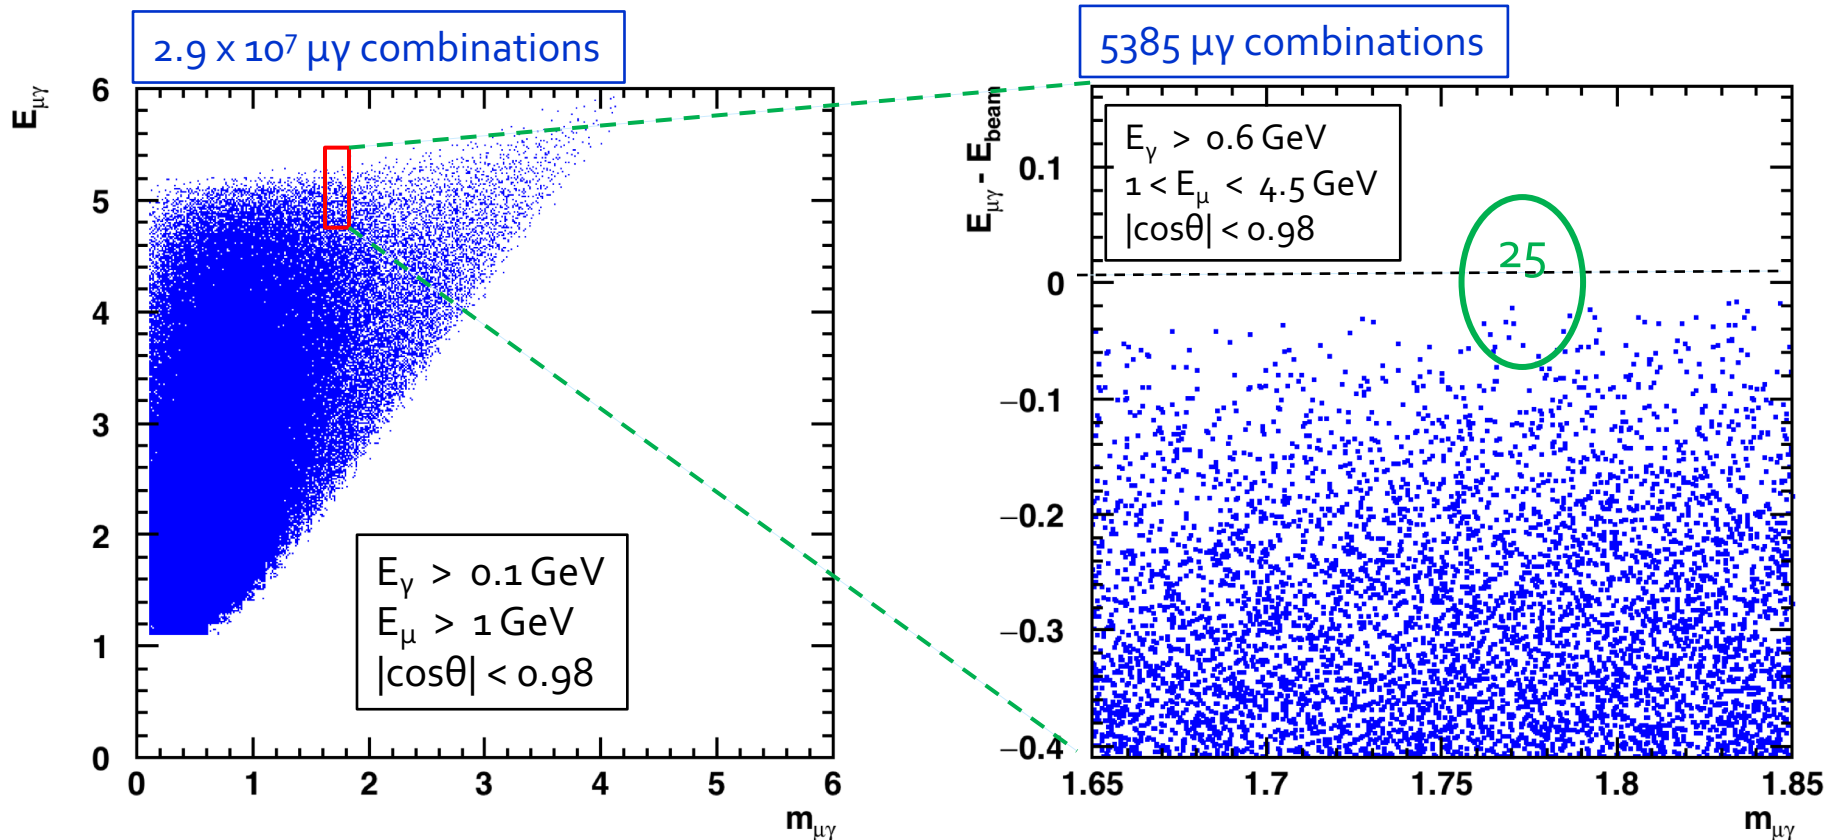 2.9 x 10⁷ μγ combinations
E_μγ
6
5
4
3
2
1
0
E_γ > 0.1 GeV
E_μ > 1 GeV
|cosθ| < 0.98
0 1 2 3 4 5 6
m_μγ
5385 μγ combinations
E_μγ - E_beam
E_γ > 0.6 GeV
1 < E_μ < 4.5 GeV
|cosθ| < 0.98
25
0.1
0
−0.1
−0.2
−0.3
−0.4
1.65 1.7 1.75 1.8 1.85
m_μγ